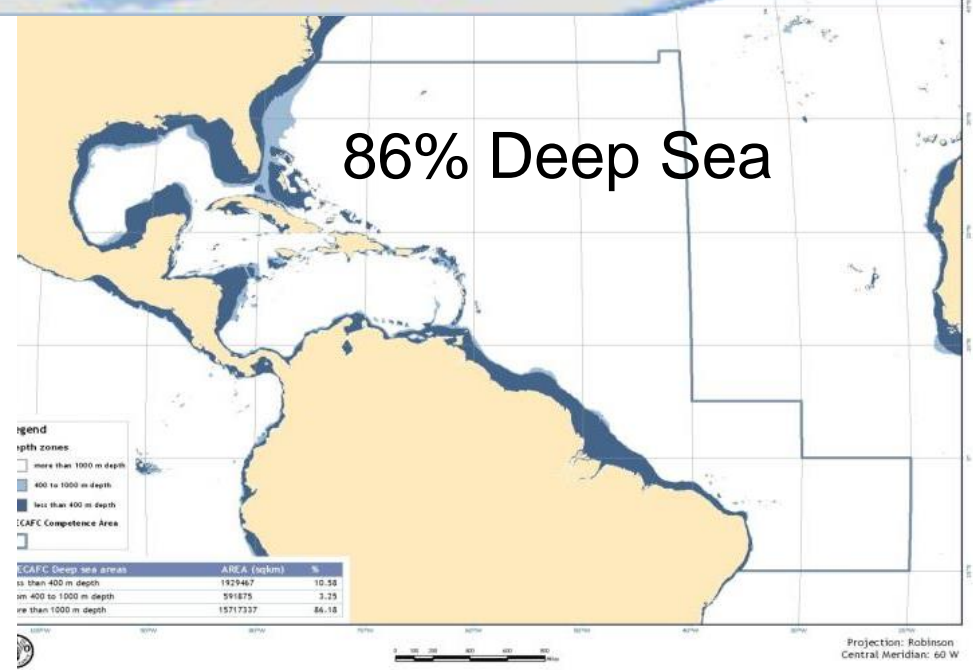 86% Deep Sea
egend
epth zones
more than 1000 m depth
400 to 1000 m depth
less than 400 m depth
ECAFC Competence Area
ECAFC Deep sea areas AREA (sqkm) %
ss than 400 m depth 1929467 10.58
om 400 to 1000 m depth 591875 3.25
re than 1000 m depth 15717337 86.18
Projection: Robinson
Central Meridian: 60 W